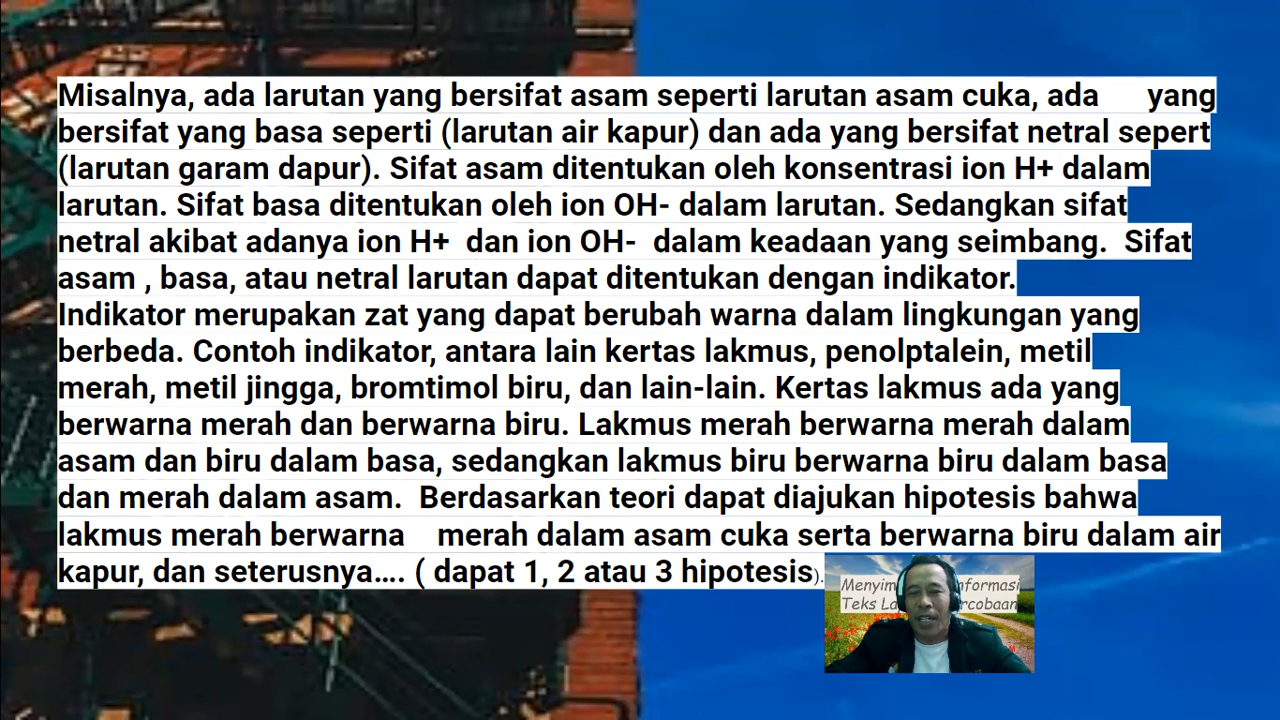 Misalnya, ada larutan yang bersifat asam seperti larutan asam cuka, ada yang
bersifat yang basa seperti (larutan air kapur) dan ada yang bersifat netral sepert
(larutan garam dapur). Sifat asam ditentukan oleh konsentrasi ion H+ dalam
larutan. Sifat basa ditentukan oleh ion OH- dalam larutan. Sedangkan sifat
netral akibat adanya ion H+ dan ion OH- dalam keadaan yang seimbang. Sifat
asam , basa, atau netral larutan dapat ditentukan dengan indikator.
Indikator merupakan zat yang dapat berubah warna dalam lingkungan yang
berbeda. Contoh indikator, antara lain kertas lakmus, penolptalein, metil
merah, metil jingga, bromtimol biru, dan lain-lain. Kertas lakmus ada yang
berwarna merah dan berwarna biru. Lakmus merah berwarna merah dalam
asam dan biru dalam basa, sedangkan lakmus biru berwarna biru dalam basa
dan merah dalam asam. Berdasarkan teori dapat diajukan hipotesis bahwa
lakmus merah berwarna merah dalam asam cuka serta berwarna biru dalam air
kapur, dan seterusnya.... ( dapat 1, 2 atau 3 hipotesis).
Teks